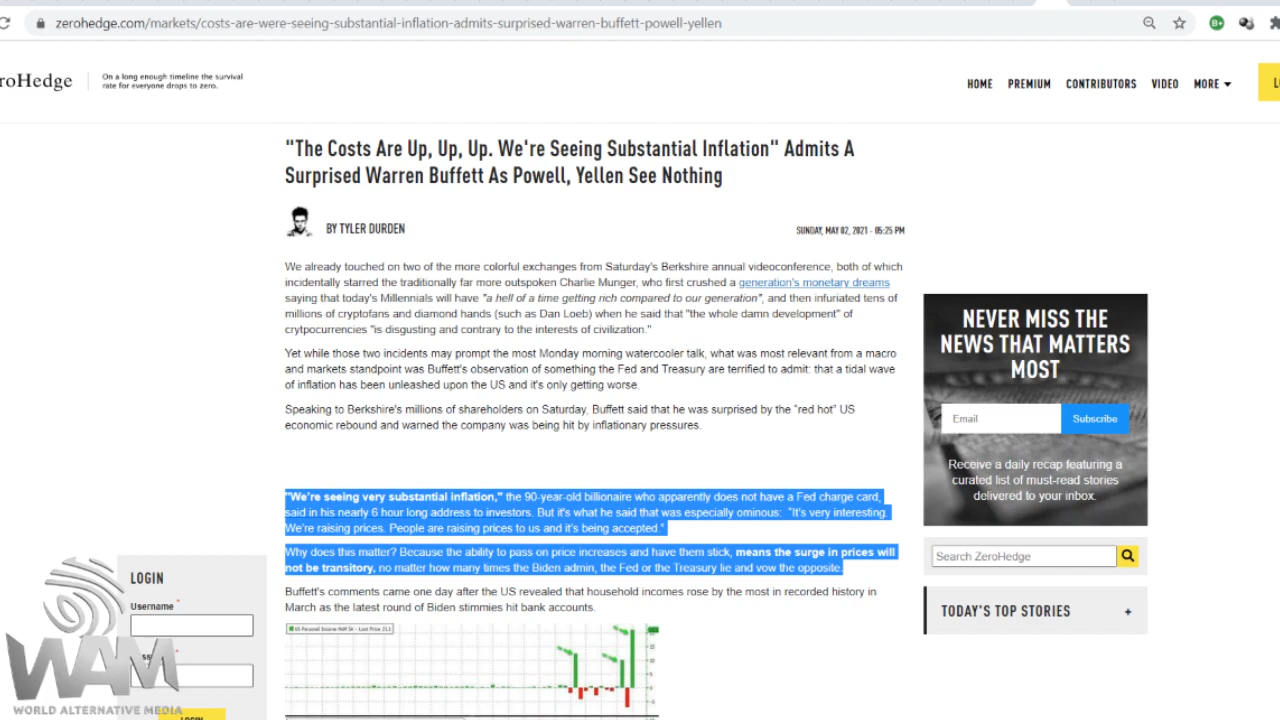 zerohedge.com/markets/costs-are-were-seeing-substantial-inflation-admits-surprised-warren-buffett-powell-yellen
roHedge
On a long enough timeline the survival
rate for everyone drops to zero.
HOME PREMIUM CONTRIBUTORS VIDEO MORE
"The Costs Are Up, Up, Up. We're Seeing Substantial Inflation" Admits A
Surprised Warren Buffett As Powell, Yellen See Nothing
BY TYLER DURDEN
SUNDAY, MAY 02, 2021 - 05:25 PM
We already touched on two of the more colorful exchanges from Saturday's Berkshire annual videoconference, both of which
incidentally starred the traditionally far more outspoken Charlie Munger, who first crushed a generation's monetary dreams
saying that today's Millennials will have "a hell of a time getting rich compared to our generation", and then infuriated tens of
millions of cryptofans and diamond hands (such as Dan Loeb) when he said that "the whole damn development" of
crytpocurrencies "is disgusting and contrary to the interests of civilization."
Yet while those two incidents may prompt the most Monday morning watercooler talk, what was most relevant from a macro
and markets standpoint was Buffett's observation of something the Fed and Treasury are terrified to admit: that a tidal wave
of inflation has been unleashed upon the US and it's only getting worse.
Speaking to Berkshire's millions of shareholders on Saturday, Buffett said that he was surprised by the "red hot" US
economic rebound and warned the company was being hit by inflationary pressures.
"We're seeing very substantial inflation," the 90-year-old billionaire who apparently does not have a Fed charge card,
said in his nearly 6 hour long address to investors. But it's what he said that was especially ominous: "It's very interesting.
We're raising prices. People are raising prices to us and it's being accepted."
Why does this matter? Because the ability to pass on price increases and have them stick, means the surge in prices will
not be transitory, no matter how many times the Biden admin, the Fed or the Treasury lie and vow the opposite.
Buffett's comments came one day after the US revealed that household incomes rose by the most in recorded history in
March as the latest round of Biden stimmies hit bank accounts.
US Personal Income MoM SA - Last Price 21.1
NEVER MISS THE
NEWS THAT MATTERS
MOST
Email
Subscribe
Receive a daily recap featuring a
curated list of must-read stories
delivered to your inbox.
Search ZeroHedge
TODAY'S TOP STORIES +
LOGIN
Username *
LOGIN
WAM
WORLD ALTERNATIVE MEDIA